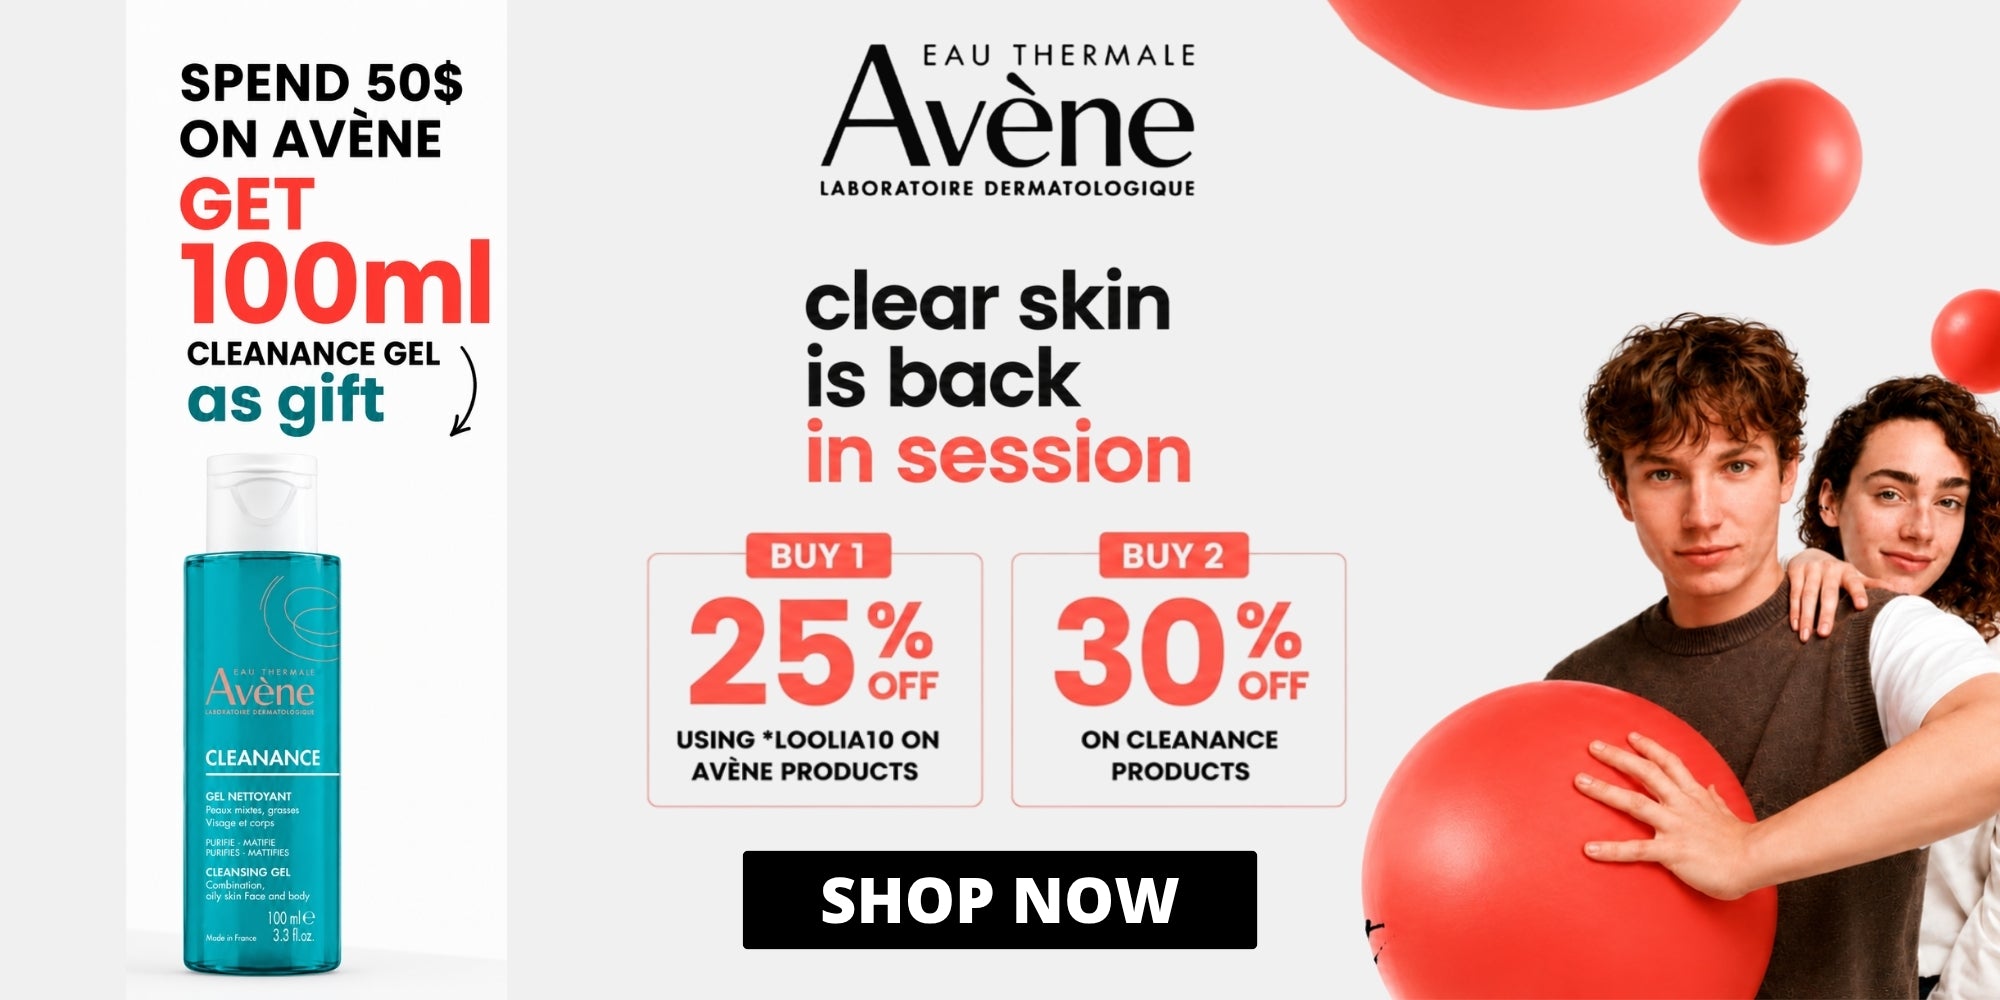 SPEND 50$
ON AVÈNE
GET
100ml
CLEANANCE GEL
as gift
EAU THERMALE
Avène
LABORATOIRE DERMATOLOGIQUE
CLEANANCE
GEL NETTOYANT
Peaux mixtes, grasses
Visage et corps
PURIFIE - MATIFIE
PURIFIES - MATTIFIES
CLEANSING GEL
Combination,
oily skin Face and body
100 ml e
Made in France 3.3 fl.oz.
EAU THERMALE
Avène
LABORATOIRE DERMATOLOGIQUE
clear skin
is back
in session
BUY 1
25% OFF
USING *LOOLIA10 ON
AVÈNE PRODUCTS
BUY 2
30% OFF
ON CLEANANCE
PRODUCTS
SHOP NOW